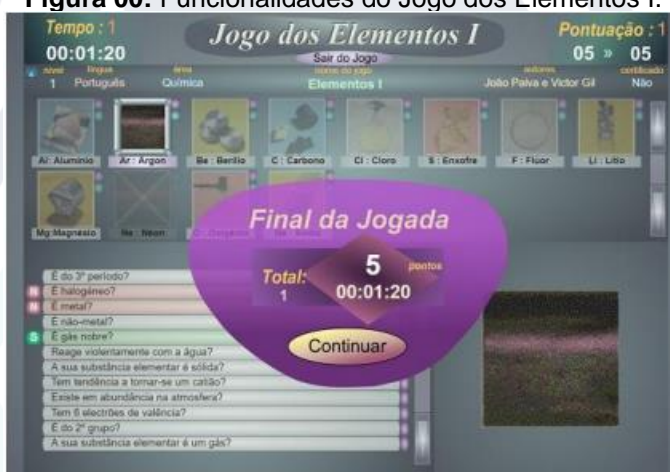 Figura 00: Funcionalidades do Jogo dos Elementos I.
Tempo : 1
Jogo dos Elementos I
Pontuação : 1
00:01:20
Sair do Jogo
05 » 05
nível língua área nome do jogo autores certificado
1 Português Química Elementos I João Paiva e Victor Gil Não
Al: Alumínio Ar : Árgon Be : Berílio C : Carbono Cl : Cloro S : Enxofre F : Flúor Li : Lítio
Mg:Magnésio Ne : Neon
Final da Jogada
5 pontos
Total:
1 00:01:20
Continuar
É do 3º período?
N É halogéneo?
N É metal?
É não-metal?
S É gás nobre?
Reage violentamente com a água?
A sua substância elementar é sólida?
Tem tendência a tornar-se um catião?
Existe em abundância na atmosfera?
Tem 6 electrões de valência?
É do 2º grupo?
A sua substância elementar é um gás?